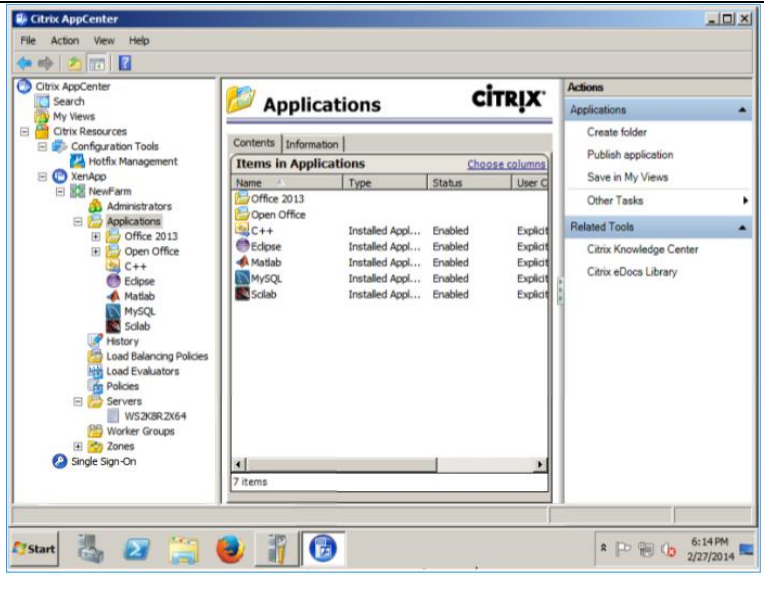 Citrix AppCenter
File Action View Help
Citrix AppCenter
Search
My Views
Citrix Resources
Configuration Tools
Hotfix Management
XenApp
NewFarm
Administrators
Applications
Office 2013
Open Office
C++
Eclipse
Matlab
MySQL
Scilab
History
Load Balancing Policies
Load Evaluators
Policies
Servers
WS2K8R2X64
Worker Groups
Zones
Single Sign-On
Applications CİTRIX
Contents Information
Items in Applications Choose columns
Name Type Status User C
Office 2013
Open Office
C++ Installed Appl... Enabled Explicit
Eclipse Installed Appl... Enabled Explicit
Matlab Installed Appl... Enabled Explicit
MySQL Installed Appl... Enabled Explicit
Scilab Installed Appl... Enabled Explicit
7 items
Actions
Applications
Create folder
Publish application
Save in My Views
Other Tasks
Related Tools
Citrix Knowledge Center
Citrix eDocs Library
Start
6:14 PM
2/27/2014